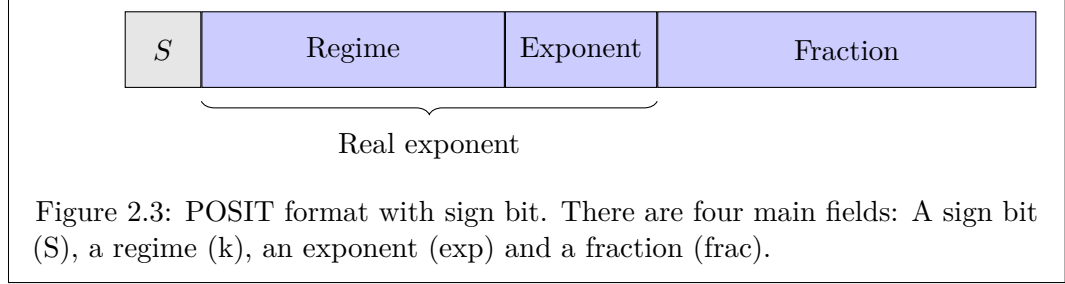 S Regime Exponent Fraction
Real exponent
Figure 2.3: POSIT format with sign bit. There are four main fields: A sign bit
(S), a regime (k), an exponent (exp) and a fraction (frac).